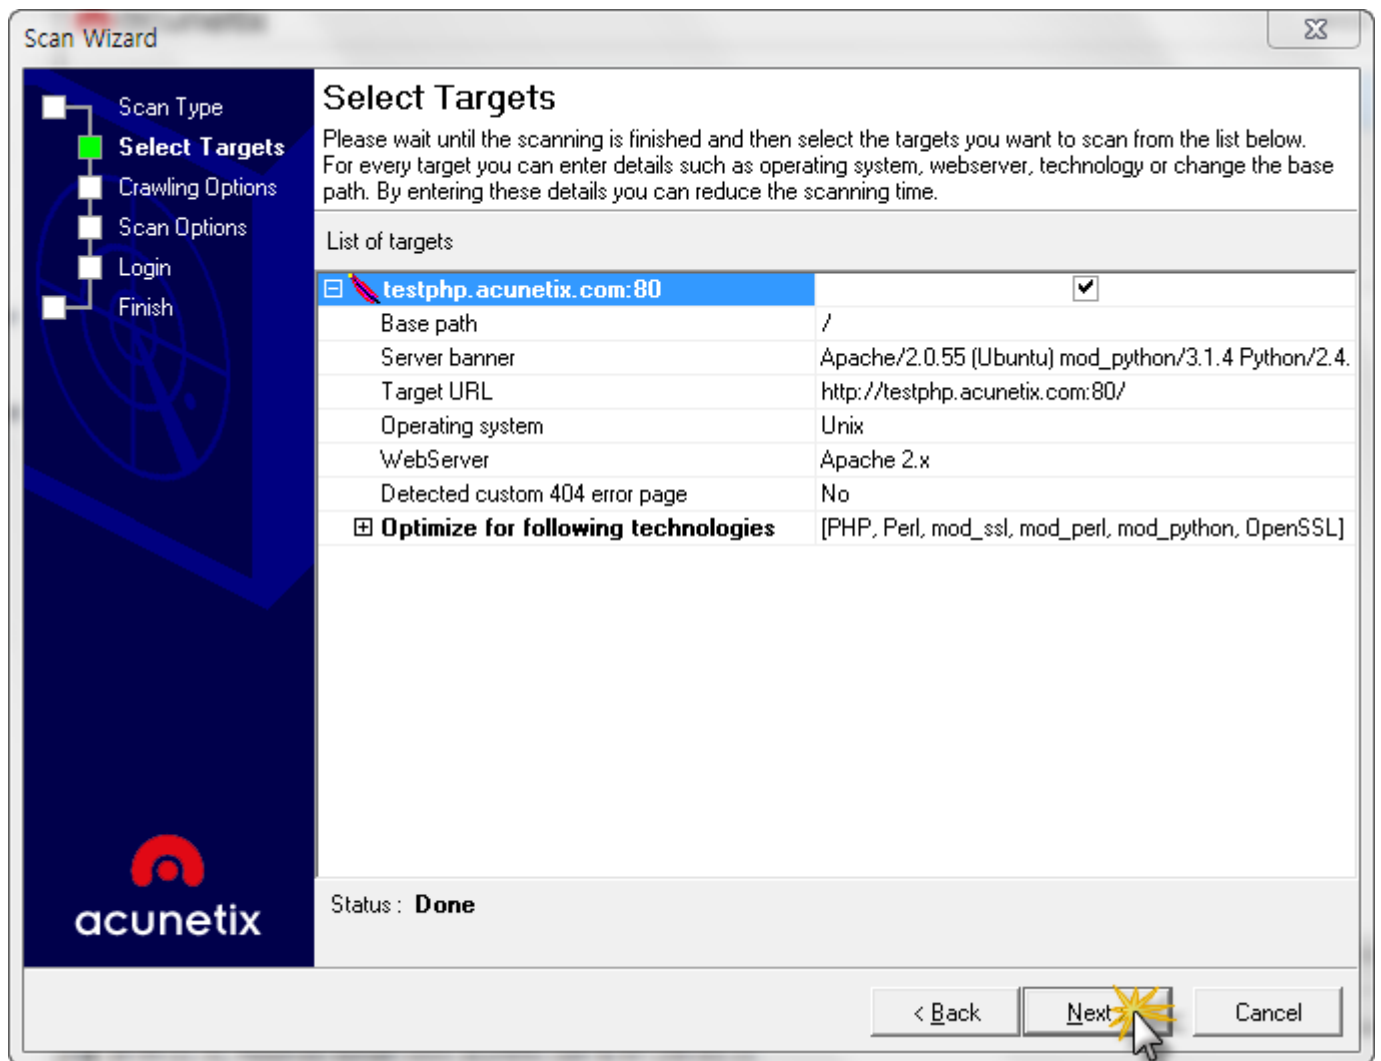 Scan Wizard
Scan Type
Select Targets
Crawling Options
Scan Options
Login
Finish
acunetix
Select Targets
Please wait until the scanning is finished and then select the targets you want to scan from the list below.
For every target you can enter details such as operating system, webserver, technology or change the base
path. By entering these details you can reduce the scanning time.
List of targets
testphp.acunetix.com:80
Base path /
Server banner Apache/2.0.55 (Ubuntu) mod_python/3.1.4 Python/2.4.
Target URL http://testphp.acunetix.com:80/
Operating system Unix
WebServer Apache 2.x
Detected custom 404 error page No
Optimize for following technologies [PHP, Perl, mod_ssl, mod_perl, mod_python, OpenSSL]
Status : Done
< Back Next Cancel